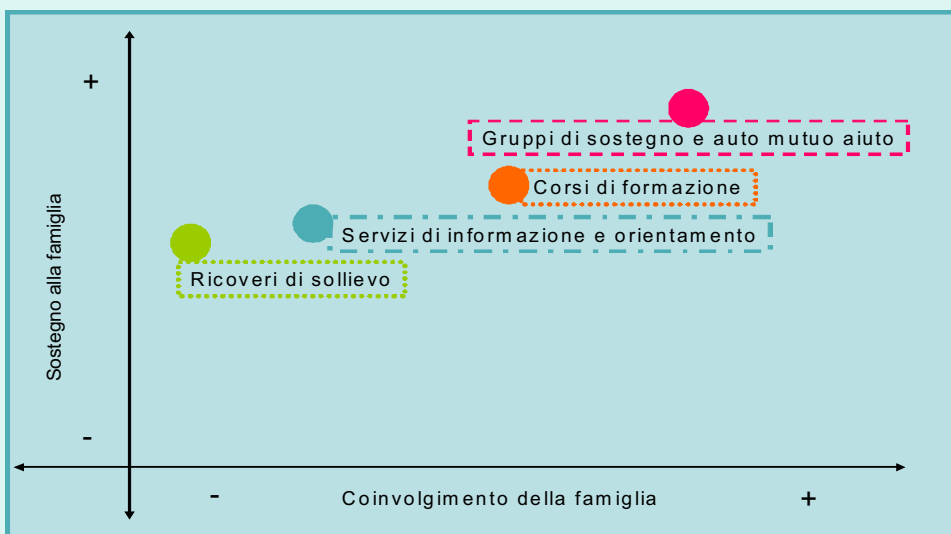 +
Gruppi di sostegno e auto mutuo aiuto
Corsi di formazione
Servizi di informazione e orientamento
Ricoveri di sollievo
Sostegno alla famiglia
-
-
Coinvolgimento della famiglia
+